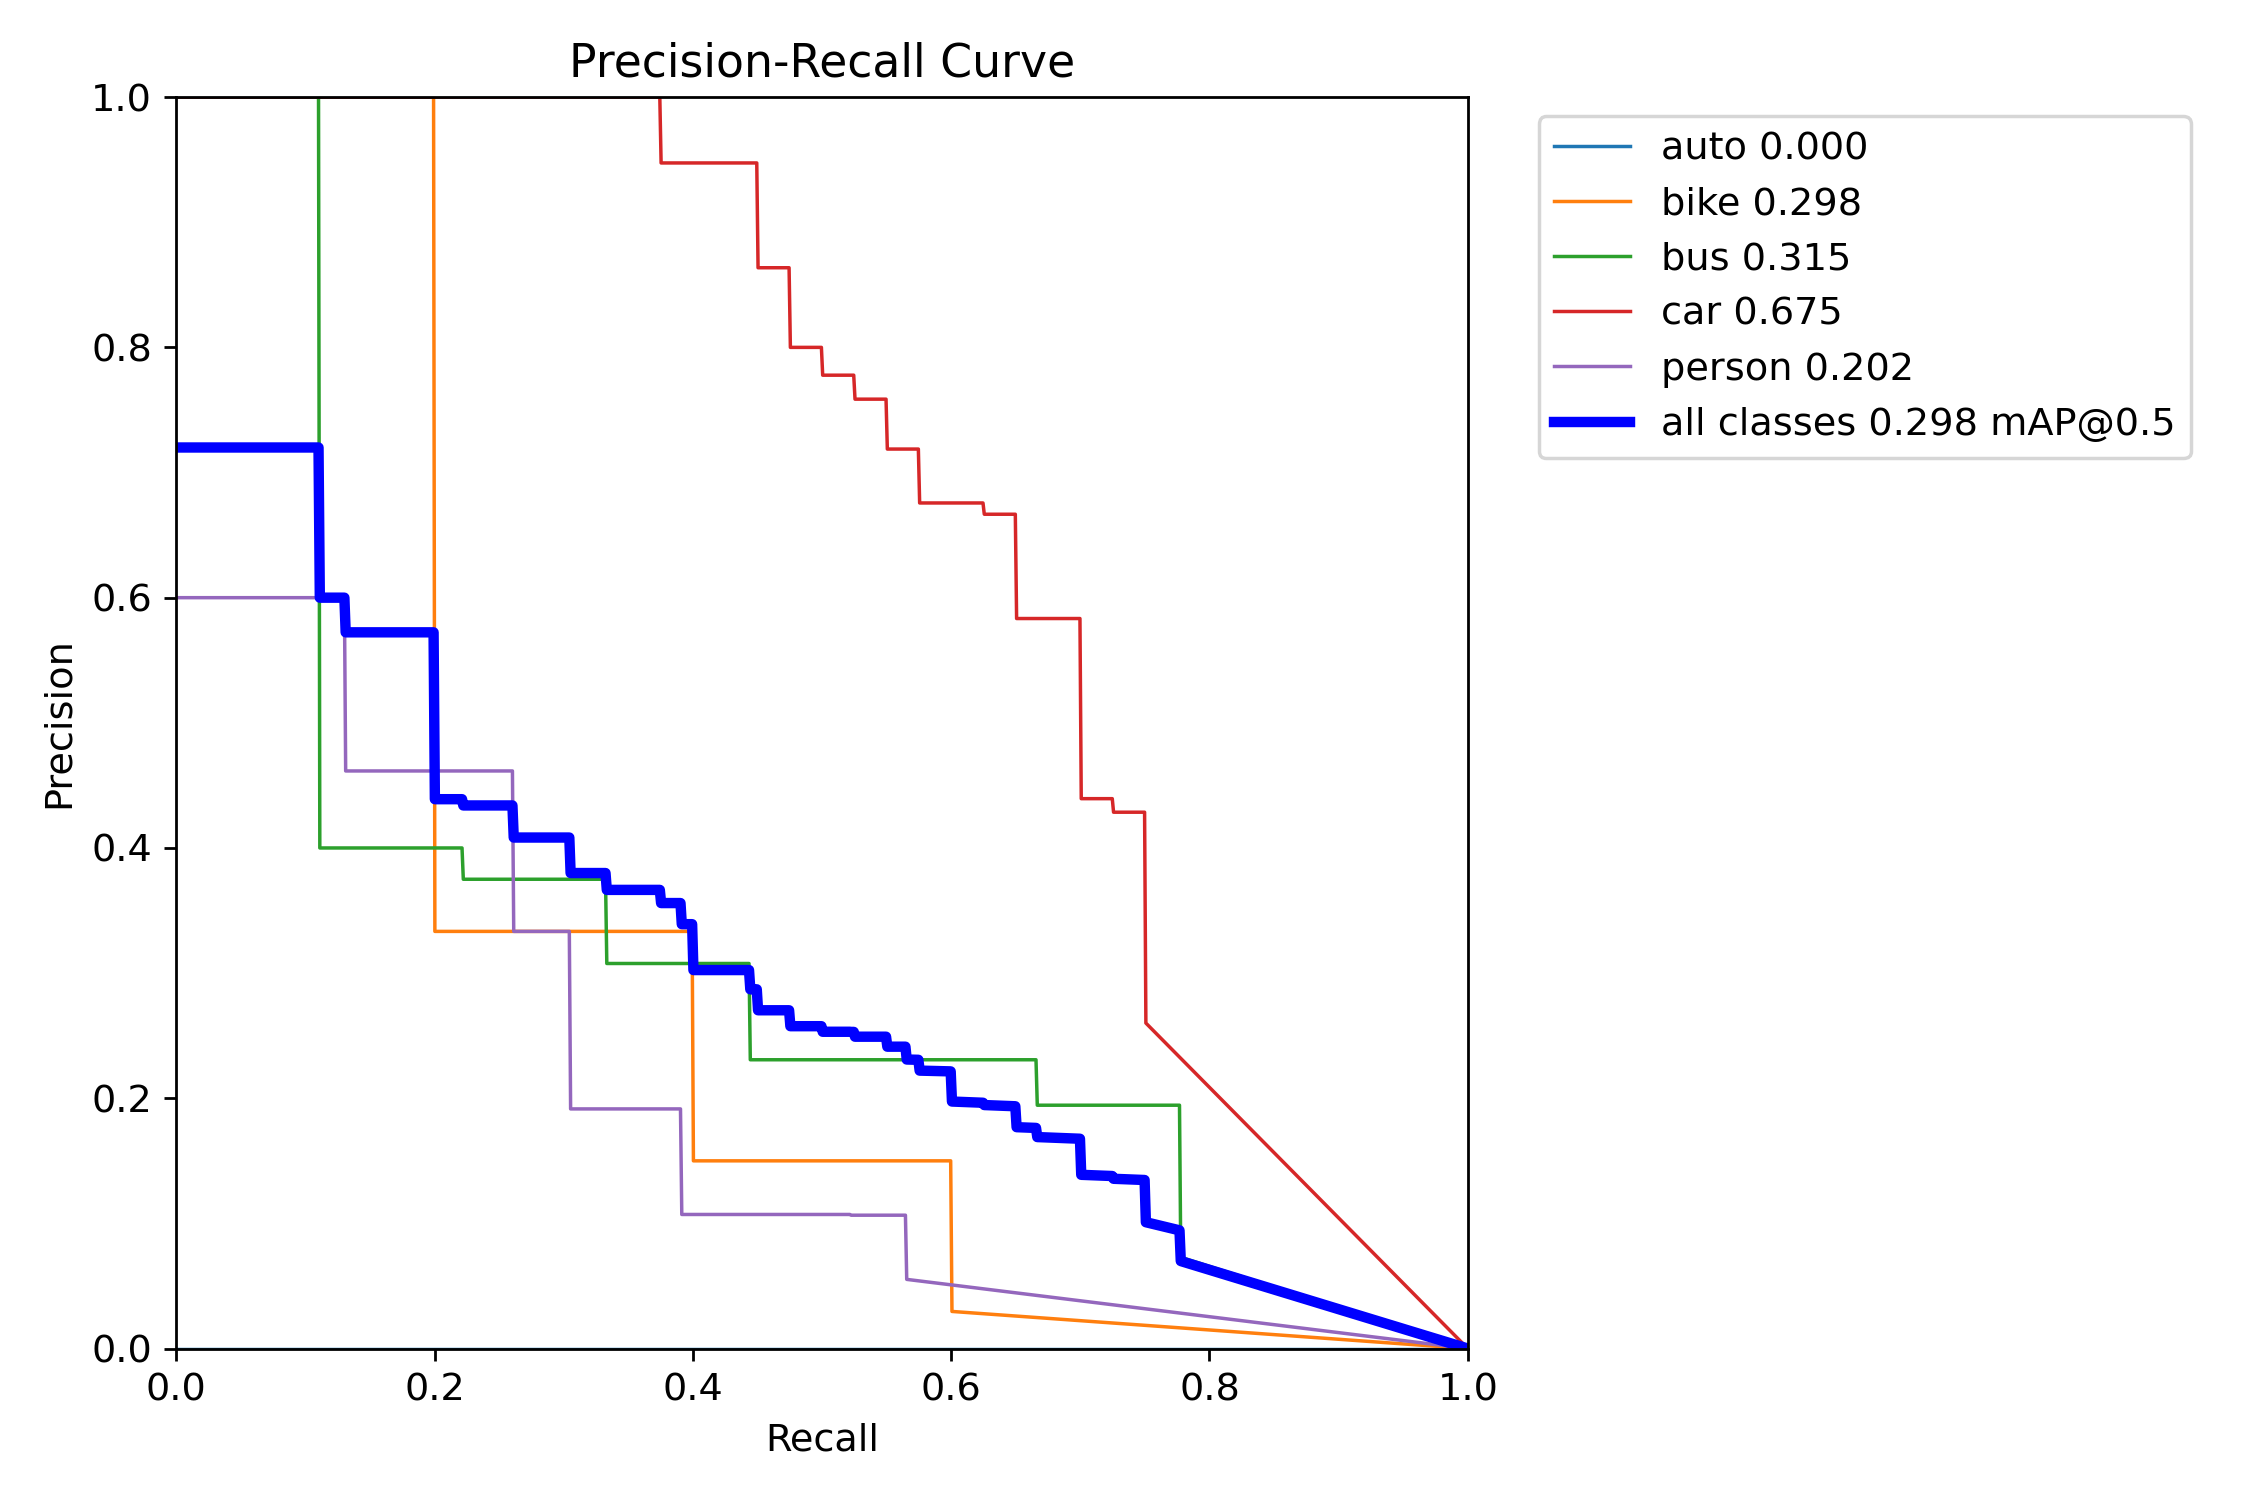 Precision-Recall Curve
1.0
0.8
0.6
0.4
0.2
0.0
Precision
0.0 0.2 0.4 0.6 0.8 1.0
Recall
auto 0.000
bike 0.298
bus 0.315
car 0.675
person 0.202
all classes 0.298 mAP@0.5